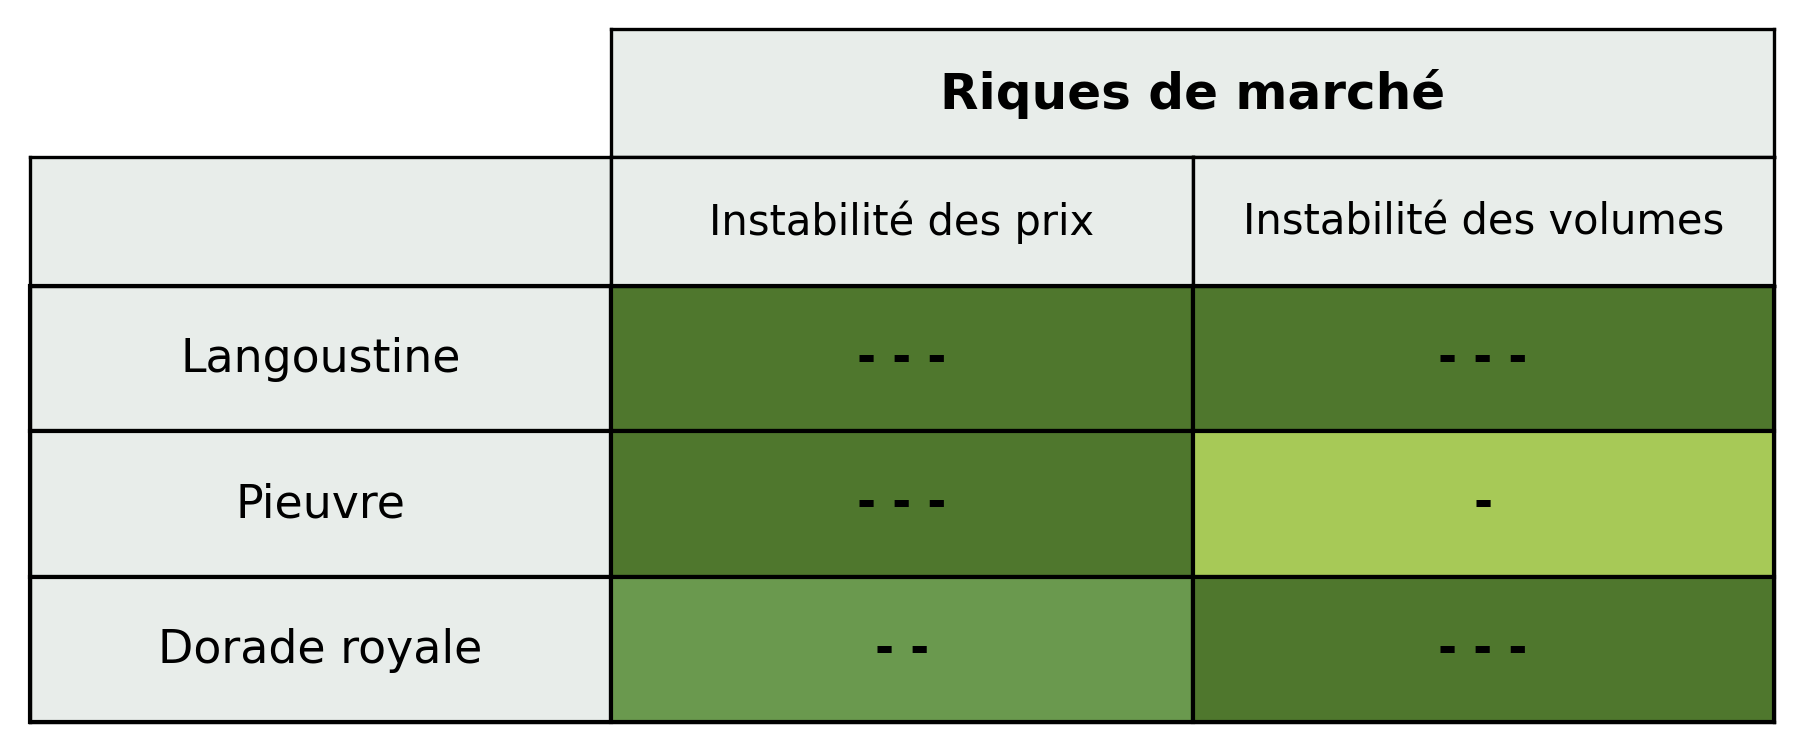 Riques de marché
Instabilité des prix Instabilité des volumes
Langoustine - - - - - -
Pieuvre - - - -
Dorade royale - - - - -